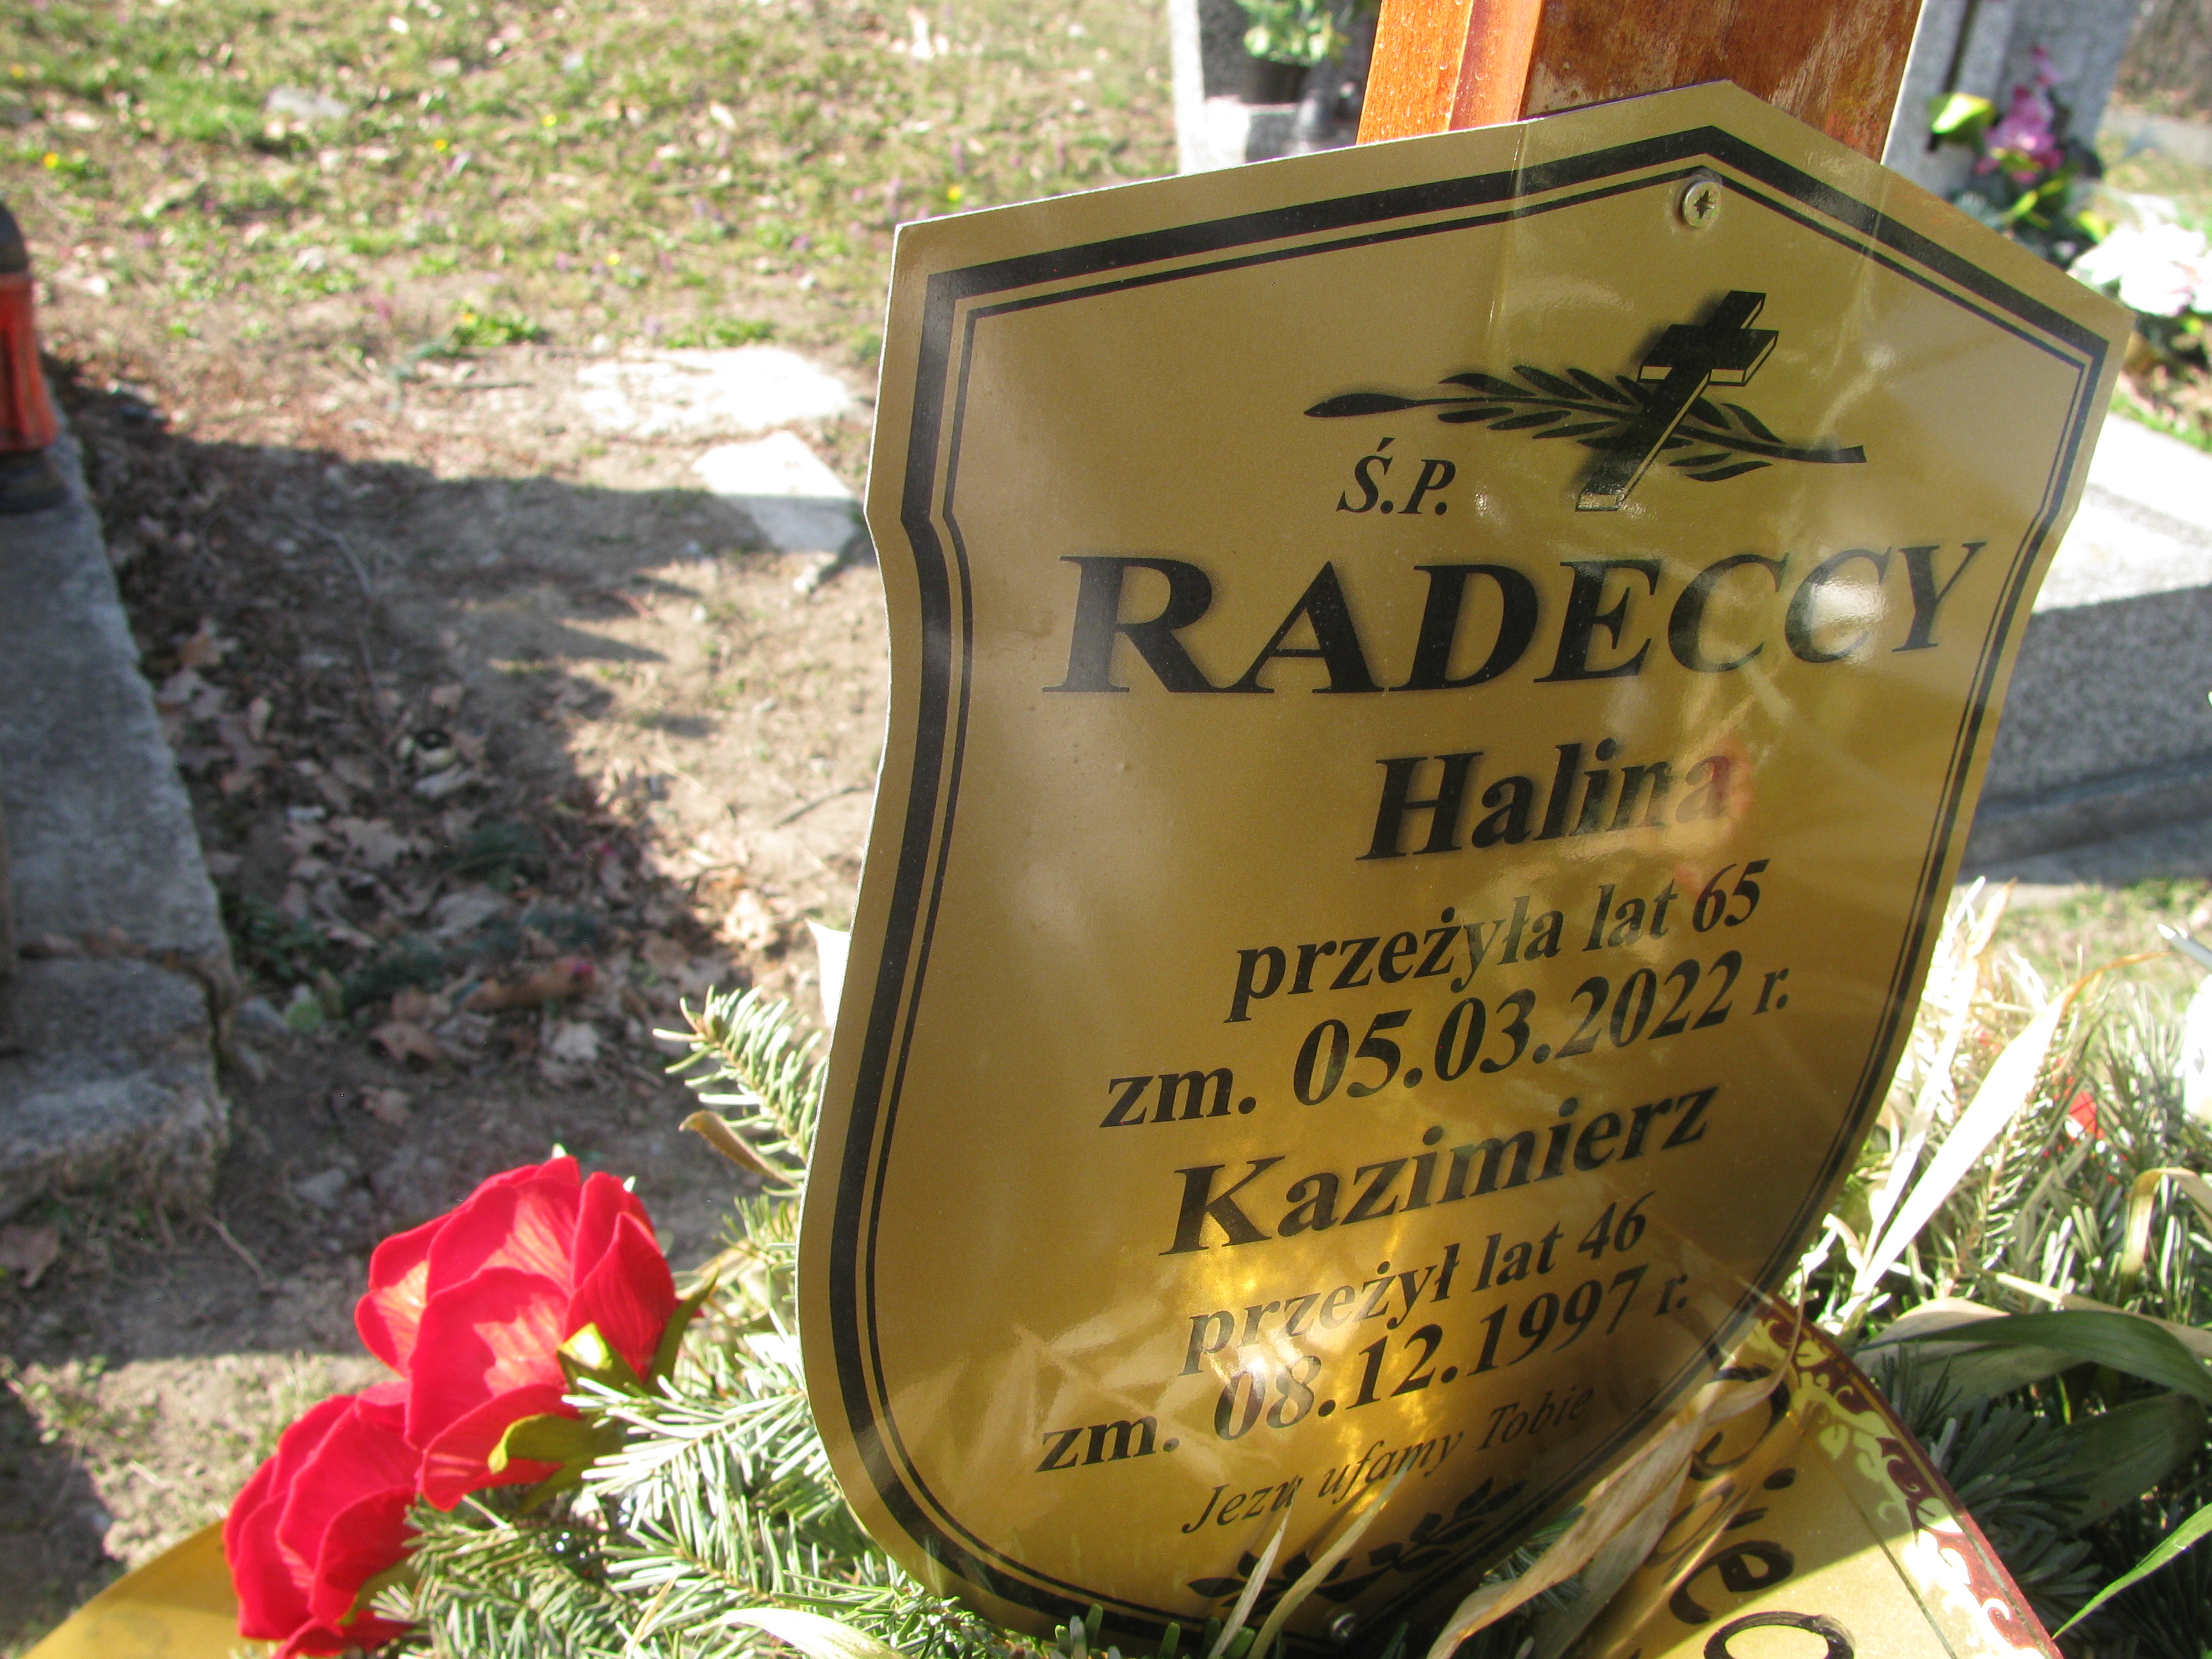 Ś.P.
RADECCY
Halina
przeżyła lat 65
zm. 05.03.2022 r.
Kazimierz
przeżył lat 46
zm. 08.12.1997 r.
Jezu ufamy Tobie